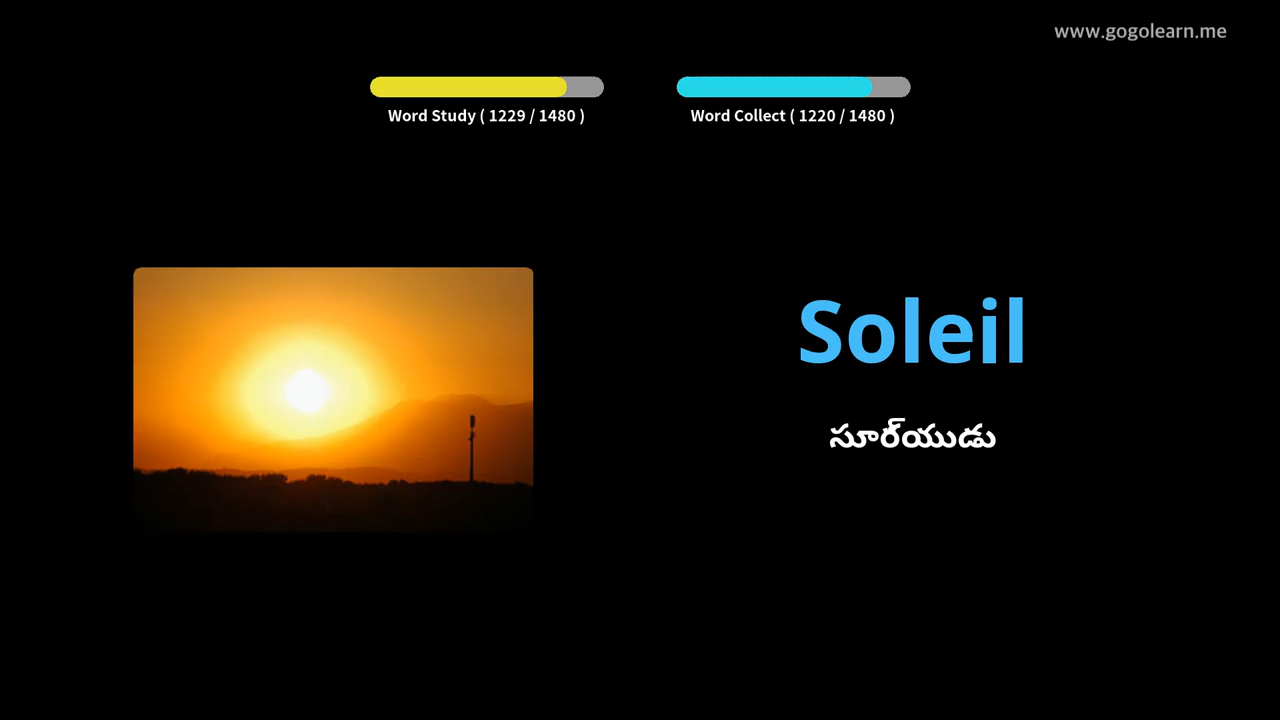 www.gogolearn.me
Word Study ( 1229 / 1480 )
Word Collect ( 1220 / 1480 )
Soleil
సూర్యుడు